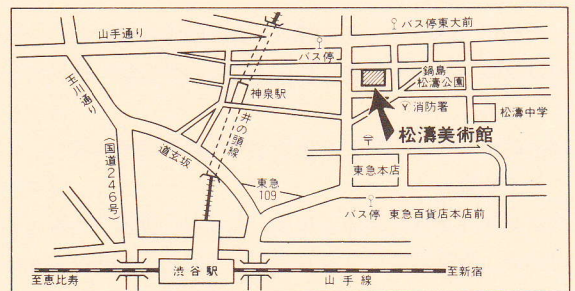 バス停東大前
山手通り
バス停
鍋島
松濤公園
神泉駅
玉川通り
消防署
松濤中学
松濤美術館
井の頭線
(国道246号)
道玄坂
東急本店
東急
109
バス停 東急百貨店本店前
渋谷駅
至恵比寿
山手線
至新宿